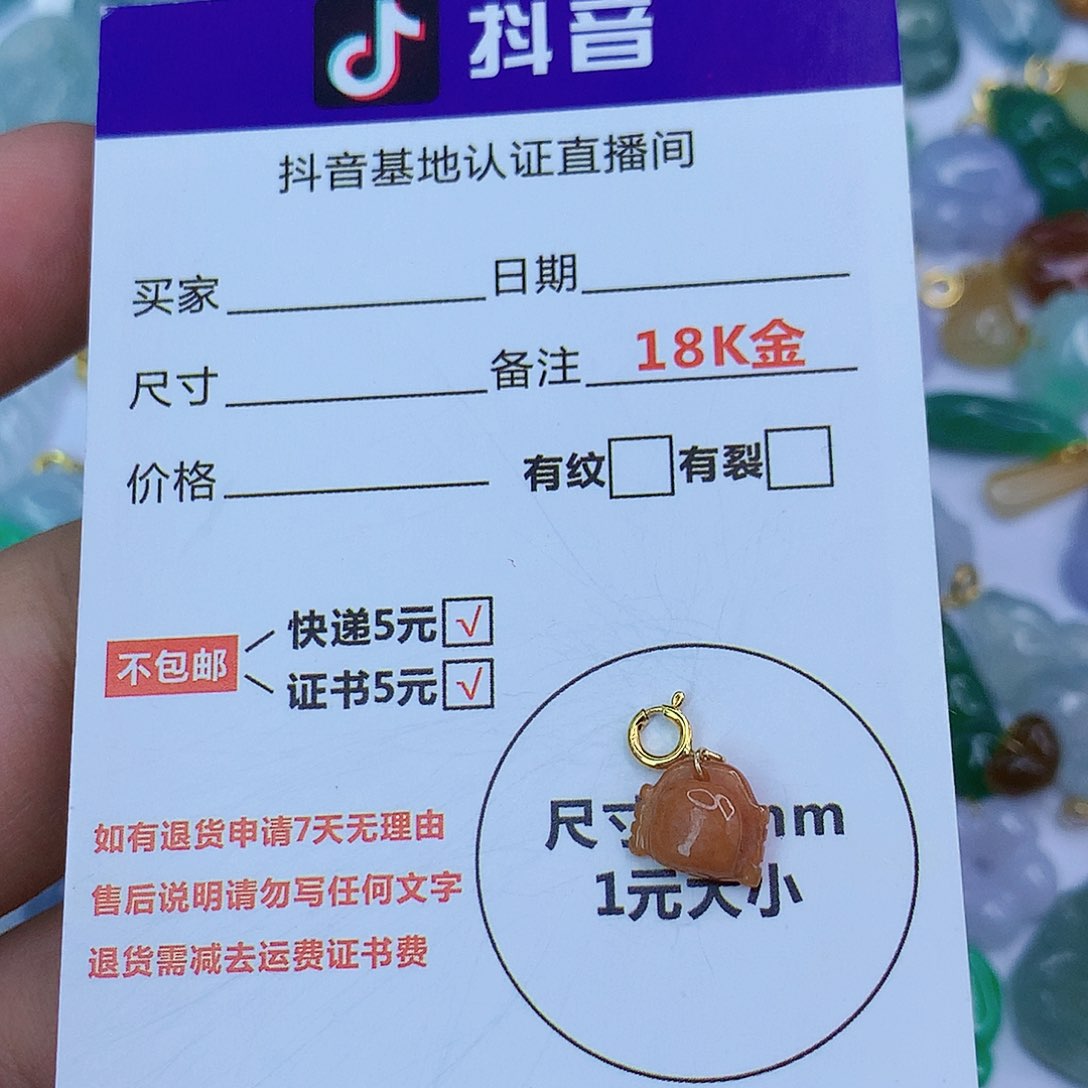 抖音
抖音基地认证直播间
买家 日期
尺寸 备注 18K金
价格 有纹 有裂
不包邮
快递5元√
证书5元√
如有退货申请7天无理由
售后说明请勿写任何文字
退货需减去运费证书费
尺寸 mm
1元大小